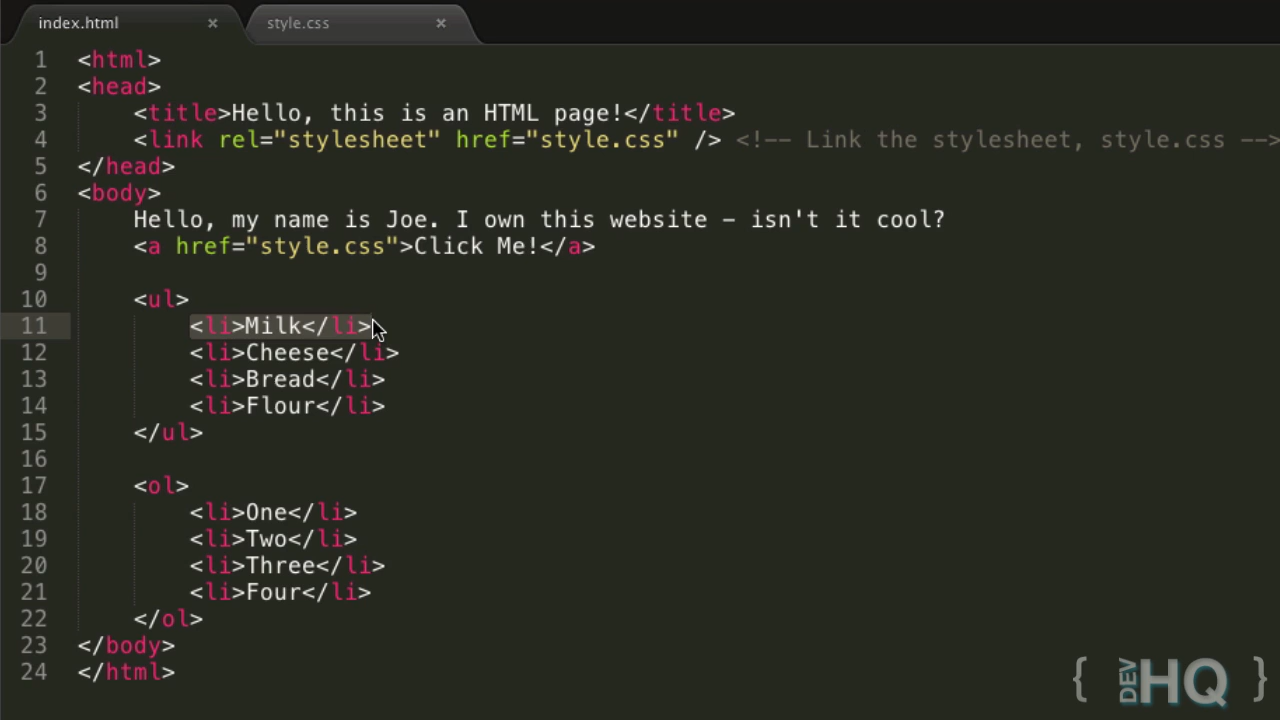 index.html × style.css ×
1 <html>
2 <head>
3 <title>Hello, this is an HTML page!</title>
4 <link rel="stylesheet" href="style.css" /> <!-- Link the stylesheet, style.css -->
5 </head>
6 <body>
7 Hello, my name is Joe. I own this website - isn't it cool?
8 <a href="style.css">Click Me!</a>
9
10 <ul>
11 <li>Milk</li>
12 <li>Cheese</li>
13 <li>Bread</li>
14 <li>Flour</li>
15 </ul>
16
17 <ol>
18 <li>One</li>
19 <li>Two</li>
20 <li>Three</li>
21 <li>Four</li>
22 </ol>
23 </body>
24 </html>
{ DEV HQ }